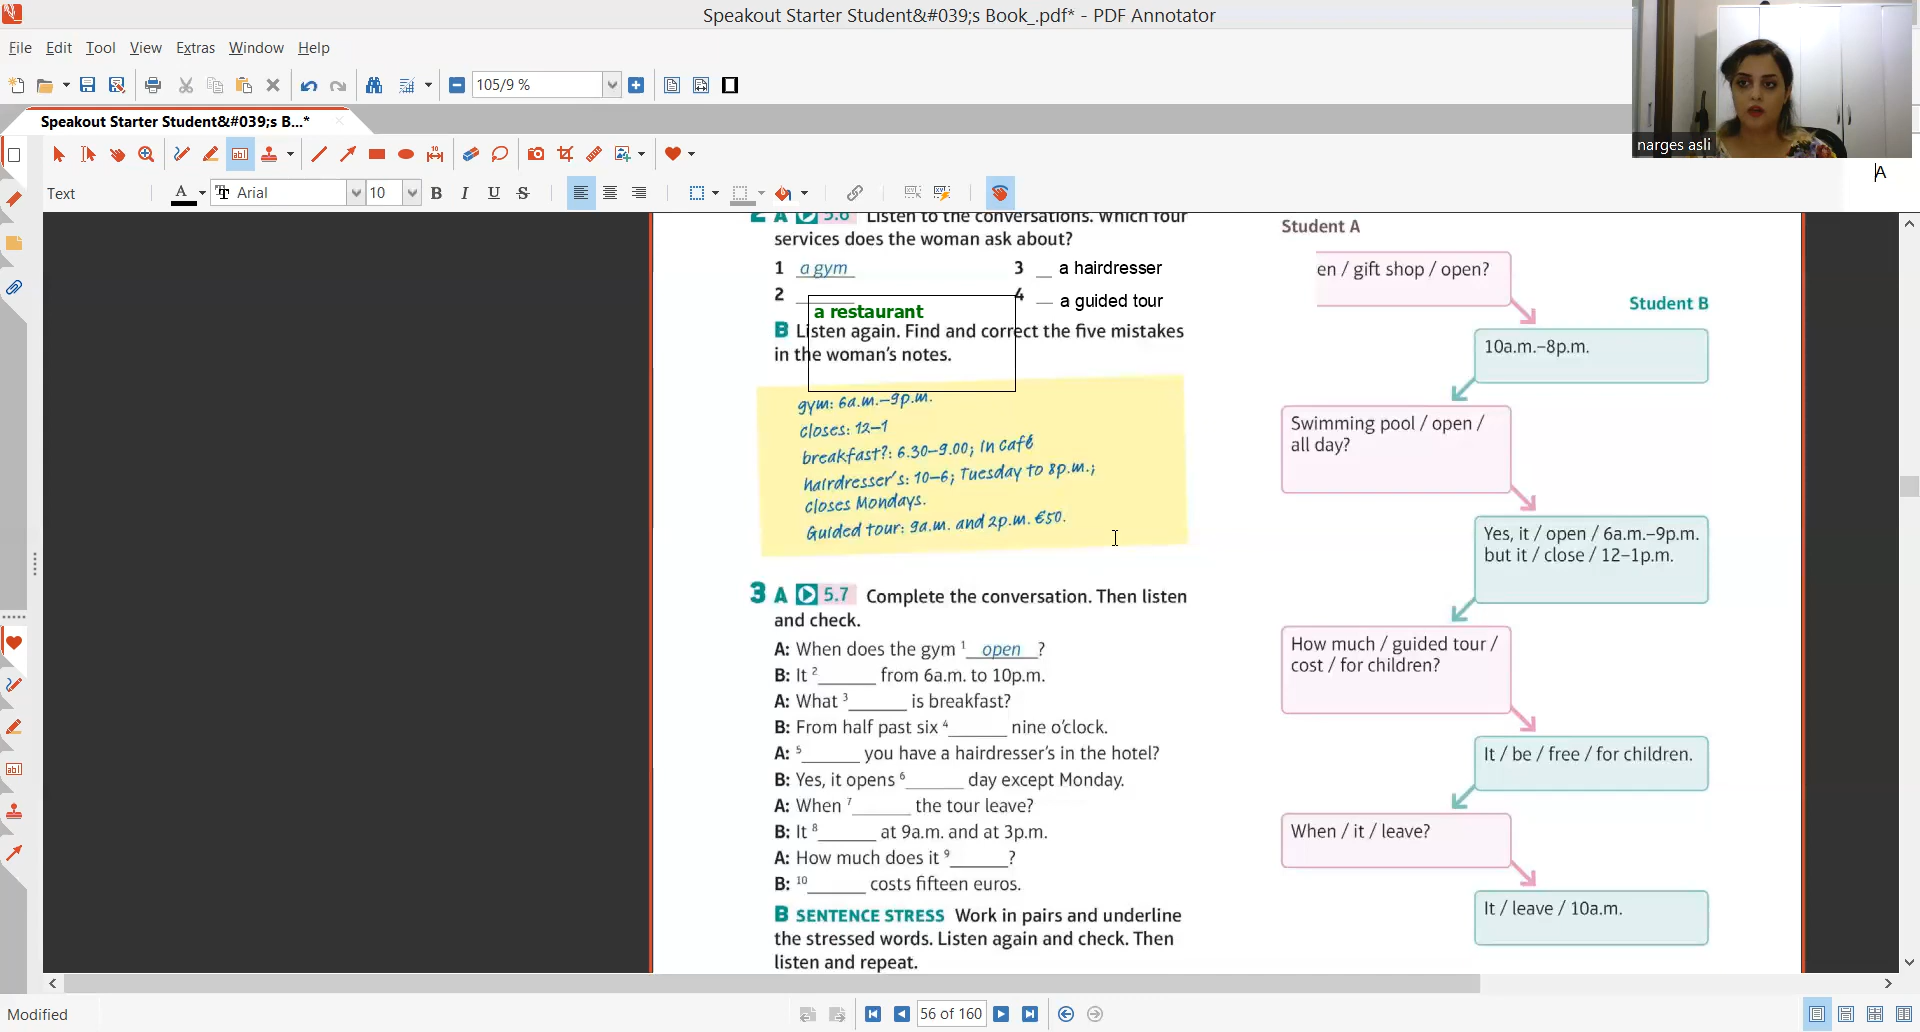 Speakout Starter Student&#039;s Book_.pdf* - PDF Annotator
File Edit Tool View Extras Window Help
105/9 %
Speakout Starter Student&#039;s B...*
Text
A
Arial
10
B I U S
narges asli
A
2 A 5.6 Listen to the conversations. Which four
services does the woman ask about?
1 a gym
3 __ a hairdresser
2
4 __ a guided tour
a restaurant
B Listen again. Find and correct the five mistakes
in the woman's notes.
gym: 6a.m.–9p.m.
closes: 12–1
breakfast?: 6.30–9.00; in café
hairdresser's: 10–6; Tuesday to 8p.m.;
closes Mondays.
Guided tour: 9a.m. and 2p.m. €50.
3 A 5.7 Complete the conversation. Then listen
and check.
A: When does the gym 1 open ?
B: It 2______ from 6a.m. to 10p.m.
A: What 3______ is breakfast?
B: From half past six 4______ nine o'clock.
A: 5______ you have a hairdresser's in the hotel?
B: Yes, it opens 6______ day except Monday.
A: When 7______ the tour leave?
B: It 8______ at 9a.m. and at 3p.m.
A: How much does it 9______?
B: 10______ costs fifteen euros.
B SENTENCE STRESS Work in pairs and underline
the stressed words. Listen again and check. Then
listen and repeat.
Student A
en / gift shop / open?
Student B
10a.m.–8p.m.
Swimming pool / open /
all day?
Yes, it / open / 6a.m.–9p.m.
but it / close / 12–1p.m.
How much / guided tour /
cost / for children?
It / be / free / for children.
When / it / leave?
It / leave / 10a.m.
Modified
56 of 160